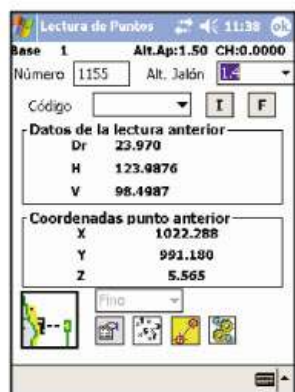 Lectura de Puntos 11:38 ok
Base 1 Alt.Ap:1.50 CH:0.0000
Número 1155 Alt. Jalón 1.4
Código I F
Datos de la lectura anterior
Dr 23.970
H 123.9876
V 98.4987
Coordenadas punto anterior
X 1022.288
Y 991.180
Z 5.565
Fino